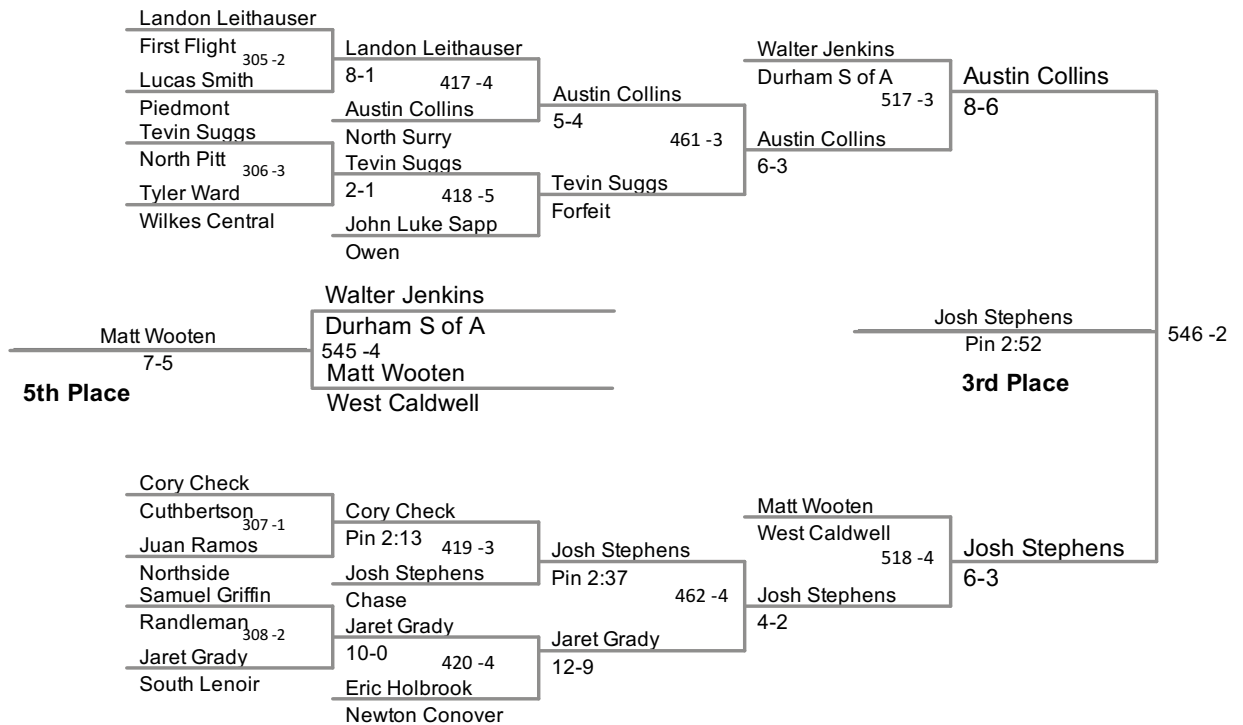 Landon Leithauser
First Flight
305 -2
Lucas Smith
Piedmont
Tevin Suggs
North Pitt
306 -3
Tyler Ward
Wilkes Central
Landon Leithauser
8-1
417 -4
Austin Collins
North Surry
Tevin Suggs
2-1
418 -5
John Luke Sapp
Owen
Austin Collins
5-4
461 -3
Tevin Suggs
Forfeit
Walter Jenkins
Durham S of A
517 -3
Austin Collins
6-3
Austin Collins
8-6
Matt Wooten
7-5
5th Place
Walter Jenkins
Durham S of A
545 -4
Matt Wooten
West Caldwell
Josh Stephens
Pin 2:52
3rd Place
546 -2
Cory Check
Cuthbertson
307 -1
Juan Ramos
Northside
Samuel Griffin
Randleman
308 -2
Jaret Grady
South Lenoir
Cory Check
Pin 2:13
419 -3
Josh Stephens
Chase
Jaret Grady
10-0
420 -4
Eric Holbrook
Newton Conover
Josh Stephens
Pin 2:37
462 -4
Jaret Grady
12-9
Matt Wooten
West Caldwell
518 -4
Josh Stephens
4-2
Josh Stephens
6-3